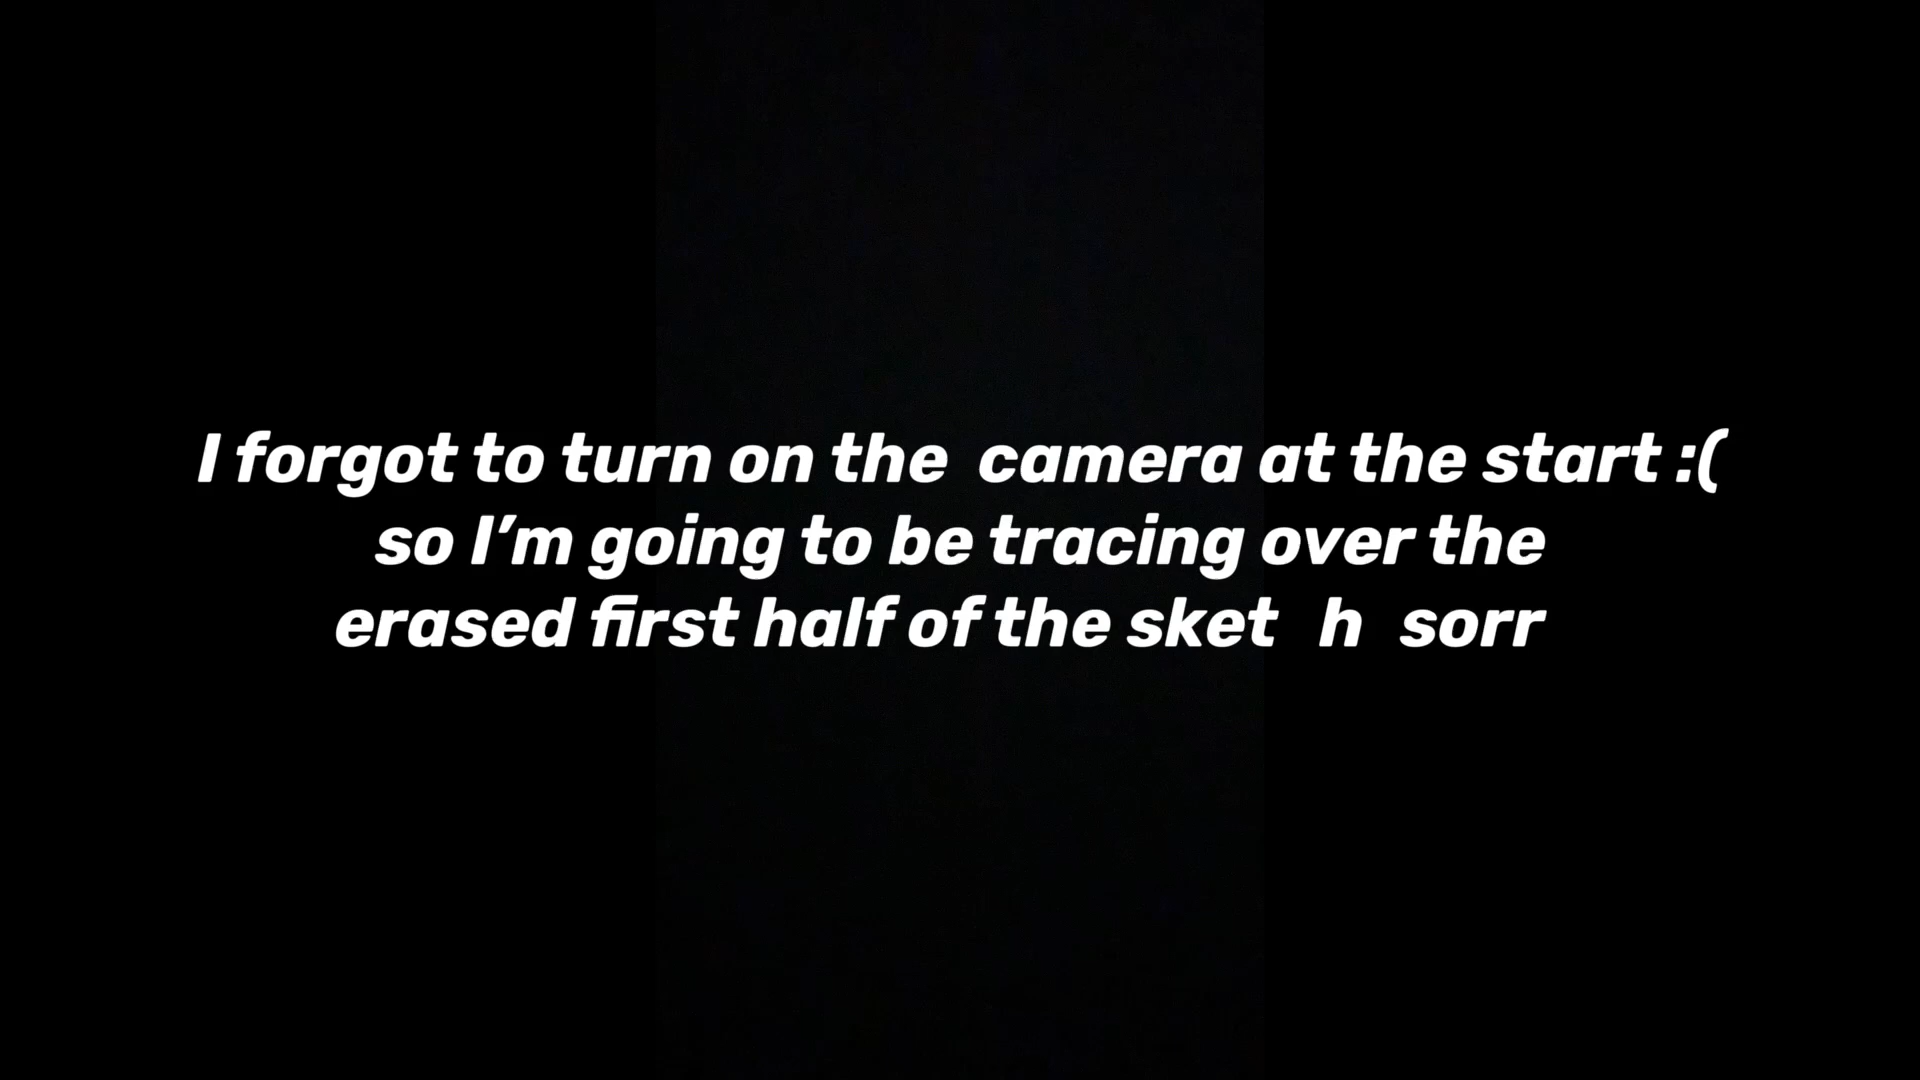 I forgot to turn on the camera at the start :(
so I’m going to be tracing over the
erased first half of the sket h sorr